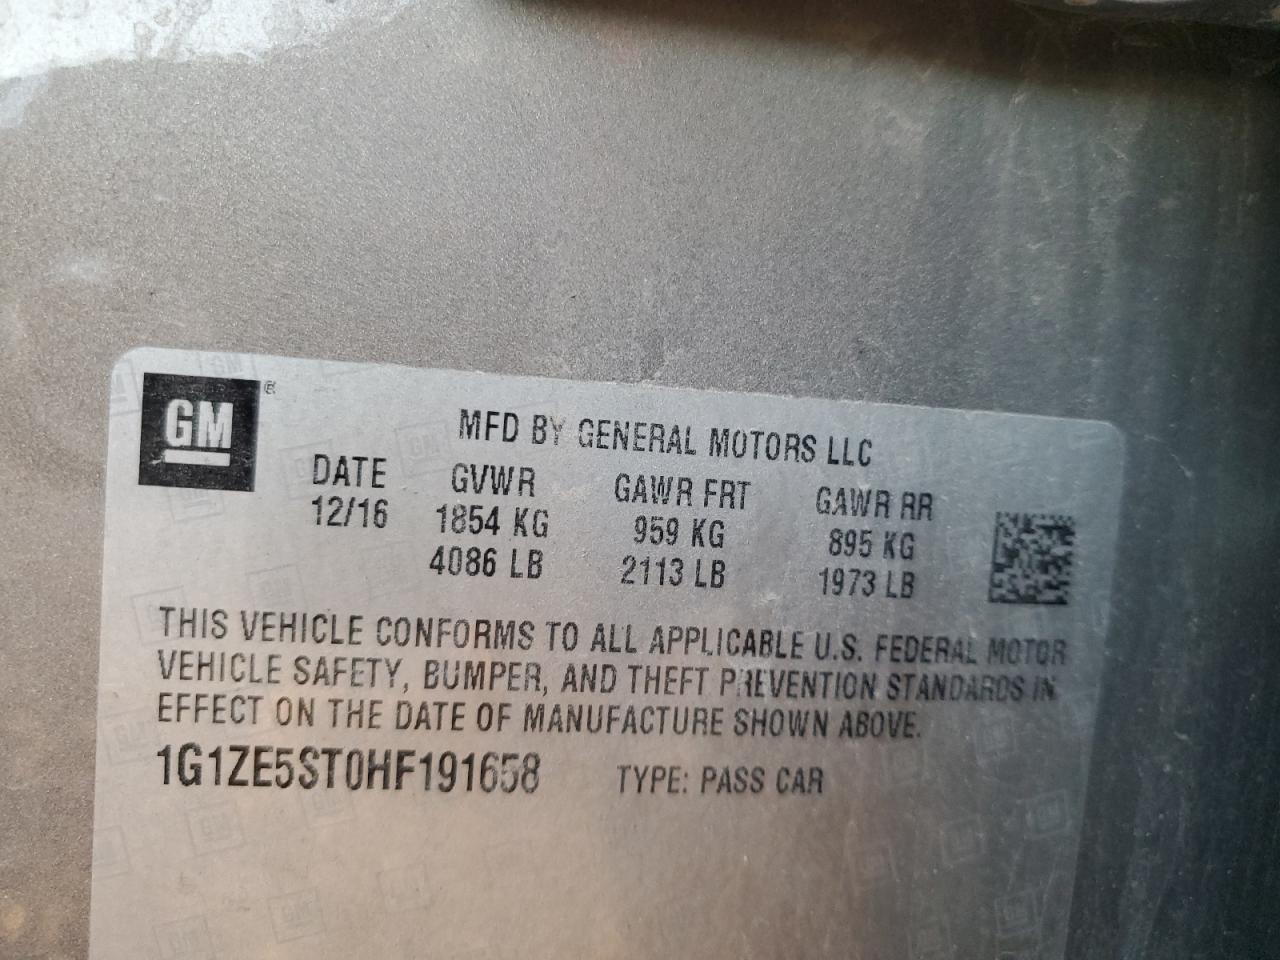 GM ®
MFD BY GENERAL MOTORS LLC
DATE GVWR GAWR FRT GAWR RR
12/16 1854 KG 959 KG 895 KG
4086 LB 2113 LB 1973 LB
THIS VEHICLE CONFORMS TO ALL APPLICABLE U.S. FEDERAL MOTOR
VEHICLE SAFETY, BUMPER, AND THEFT PREVENTION STANDARDS IN
EFFECT ON THE DATE OF MANUFACTURE SHOWN ABOVE.
1G1ZE5ST0HF191658 TYPE: PASS CAR